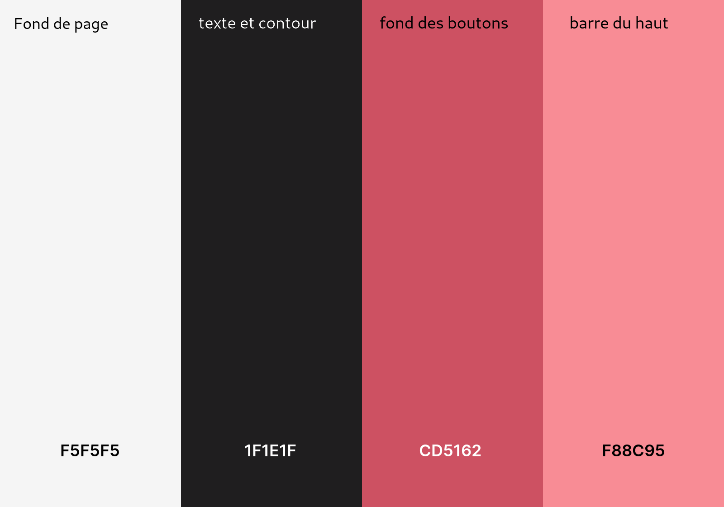 Fond de page
texte et contour
fond des boutons
barre du haut
F5F5F5
1F1E1F
CD5162
F88C95